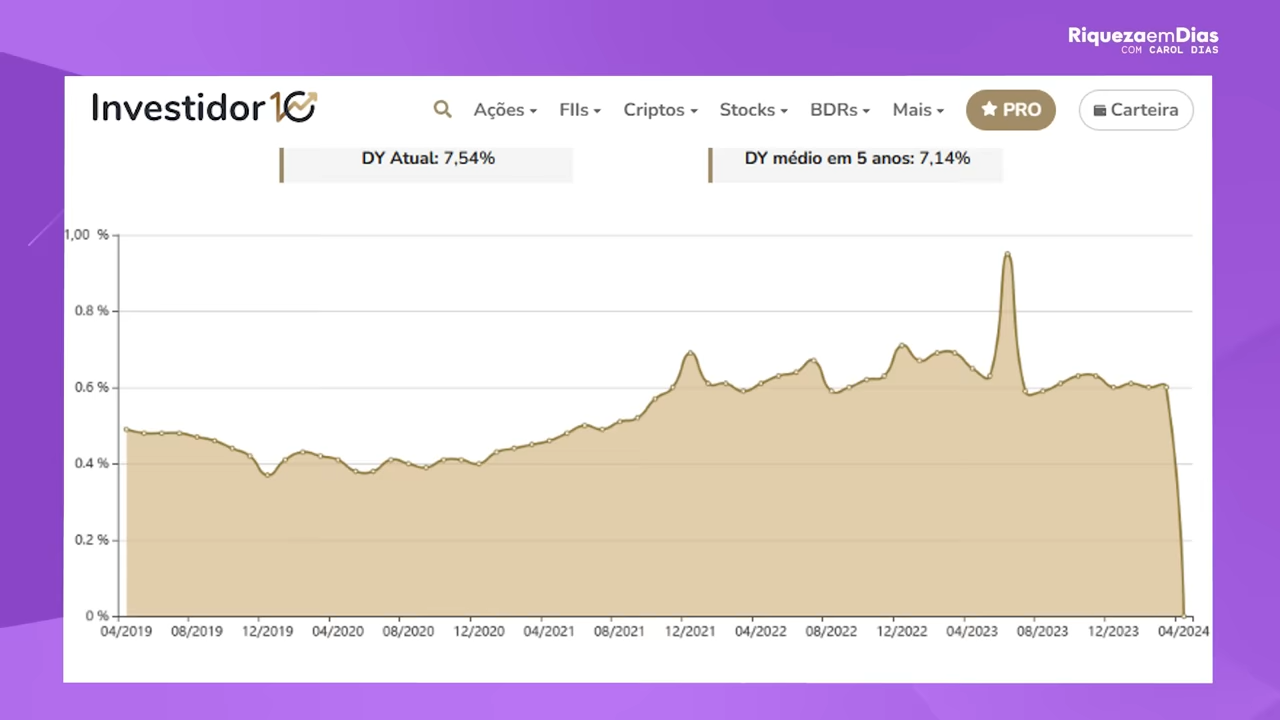 RiquezaemDias
COM CAROL DIAS
Investidor 10
Ações
FIIs
Criptos
Stocks
BDRs
Mais
PRO
Carteira
DY Atual: 7,54%
DY médio em 5 anos: 7,14%
1,00 %
0.8 %
0.6 %
0.4 %
0.2 %
0 %
04/2019 08/2019 12/2019 04/2020 08/2020 12/2020 04/2021 08/2021 12/2021 04/2022 08/2022 12/2022 04/2023 08/2023 12/2023 04/2024